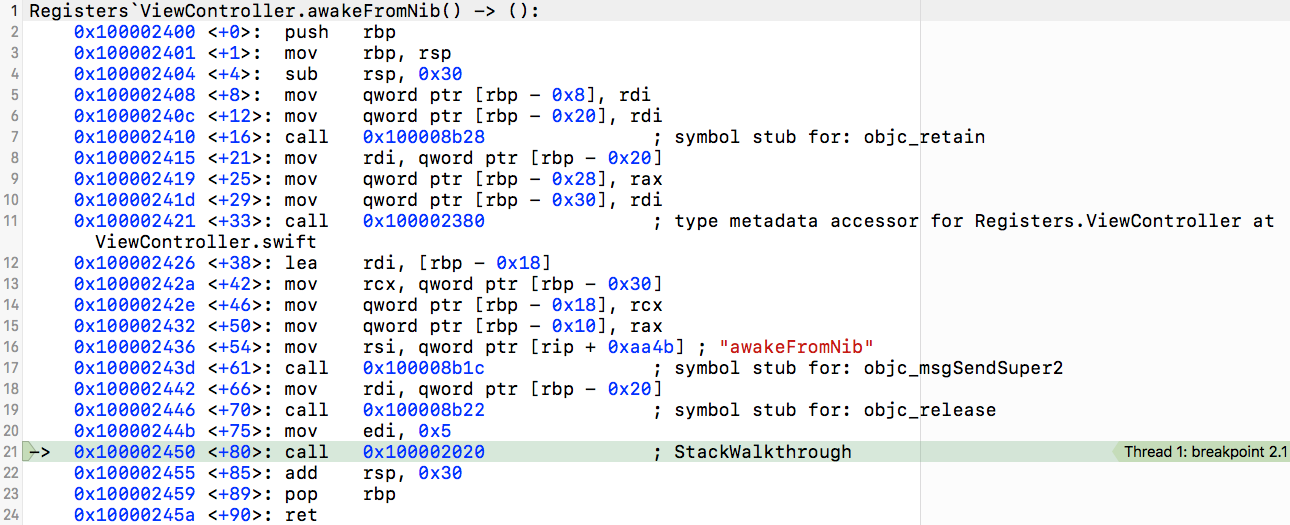 1 Registers`ViewController.awakeFromNib() -> ():
2 0x100002400 <+0>: push rbp
3 0x100002401 <+1>: mov rbp, rsp
4 0x100002404 <+4>: sub rsp, 0x30
5 0x100002408 <+8>: mov qword ptr [rbp - 0x8], rdi
6 0x10000240c <+12>: mov qword ptr [rbp - 0x20], rdi
7 0x100002410 <+16>: call 0x100008b28 ; symbol stub for: objc_retain
8 0x100002415 <+21>: mov rdi, qword ptr [rbp - 0x20]
9 0x100002419 <+25>: mov qword ptr [rbp - 0x28], rax
10 0x10000241d <+29>: mov qword ptr [rbp - 0x30], rdi
11 0x100002421 <+33>: call 0x100002380 ; type metadata accessor for Registers.ViewController at
ViewController.swift
12 0x100002426 <+38>: lea rdi, [rbp - 0x18]
13 0x10000242a <+42>: mov rcx, qword ptr [rbp - 0x30]
14 0x10000242e <+46>: mov qword ptr [rbp - 0x18], rcx
15 0x100002432 <+50>: mov qword ptr [rbp - 0x10], rax
16 0x100002436 <+54>: mov rsi, qword ptr [rip + 0xaa4b] ; "awakeFromNib"
17 0x10000243d <+61>: call 0x100008b1c ; symbol stub for: objc_msgSendSuper2
18 0x100002442 <+66>: mov rdi, qword ptr [rbp - 0x20]
19 0x100002446 <+70>: call 0x100008b22 ; symbol stub for: objc_release
20 0x10000244b <+75>: mov edi, 0x5
21 -> 0x100002450 <+80>: call 0x100002020 ; StackWalkthrough Thread 1: breakpoint 2.1
22 0x100002455 <+85>: add rsp, 0x30
23 0x100002459 <+89>: pop rbp
24 0x10000245a <+90>: ret